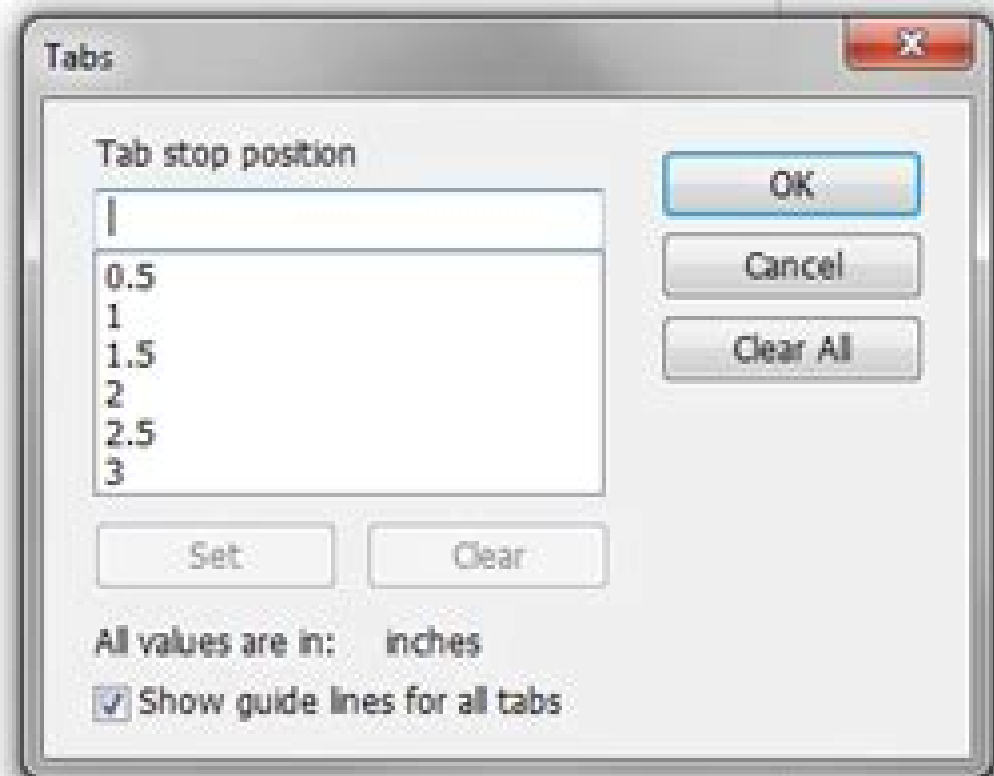 Tabs
Tab stop position
OK
0.5
Cancel
1
1.5
Clear All
2
2.5
3
Set Clear
All values are in: inches
Show guide lines for all tabs